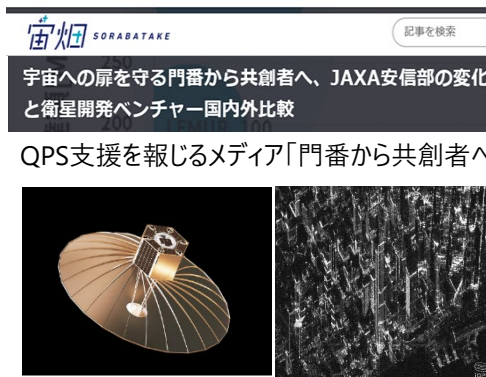 宙畑 SORABATAKE
記事を検索
宇宙への扉を守る門番から共創者へ、JAXA安信部の変化
と衛星開発ベンチャー国内外比較
QPS支援を報じるメディア「門番から共創者へ